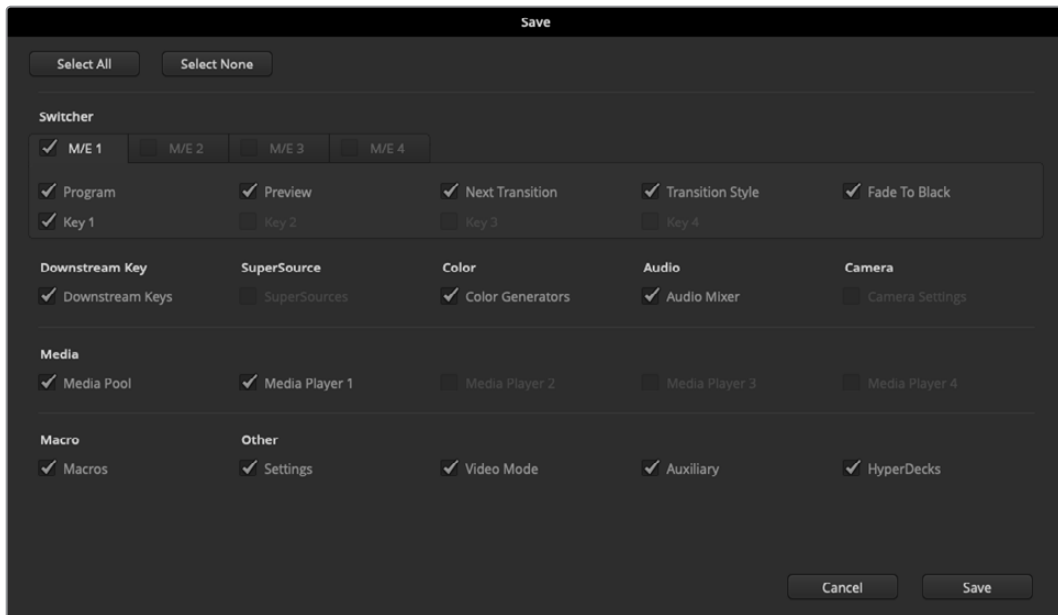 Save
Select All Select None
Switcher
M/E 1 M/E 2 M/E 3 M/E 4
Program Preview Next Transition Transition Style Fade To Black
Key 1 Key 2 Key 3 Key 4
Downstream Key SuperSource Color Audio Camera
Downstream Keys SuperSources Color Generators Audio Mixer Camera Settings
Media
Media Pool Media Player 1 Media Player 2 Media Player 3 Media Player 4
Macro Other
Macros Settings Video Mode Auxiliary HyperDecks
Cancel Save